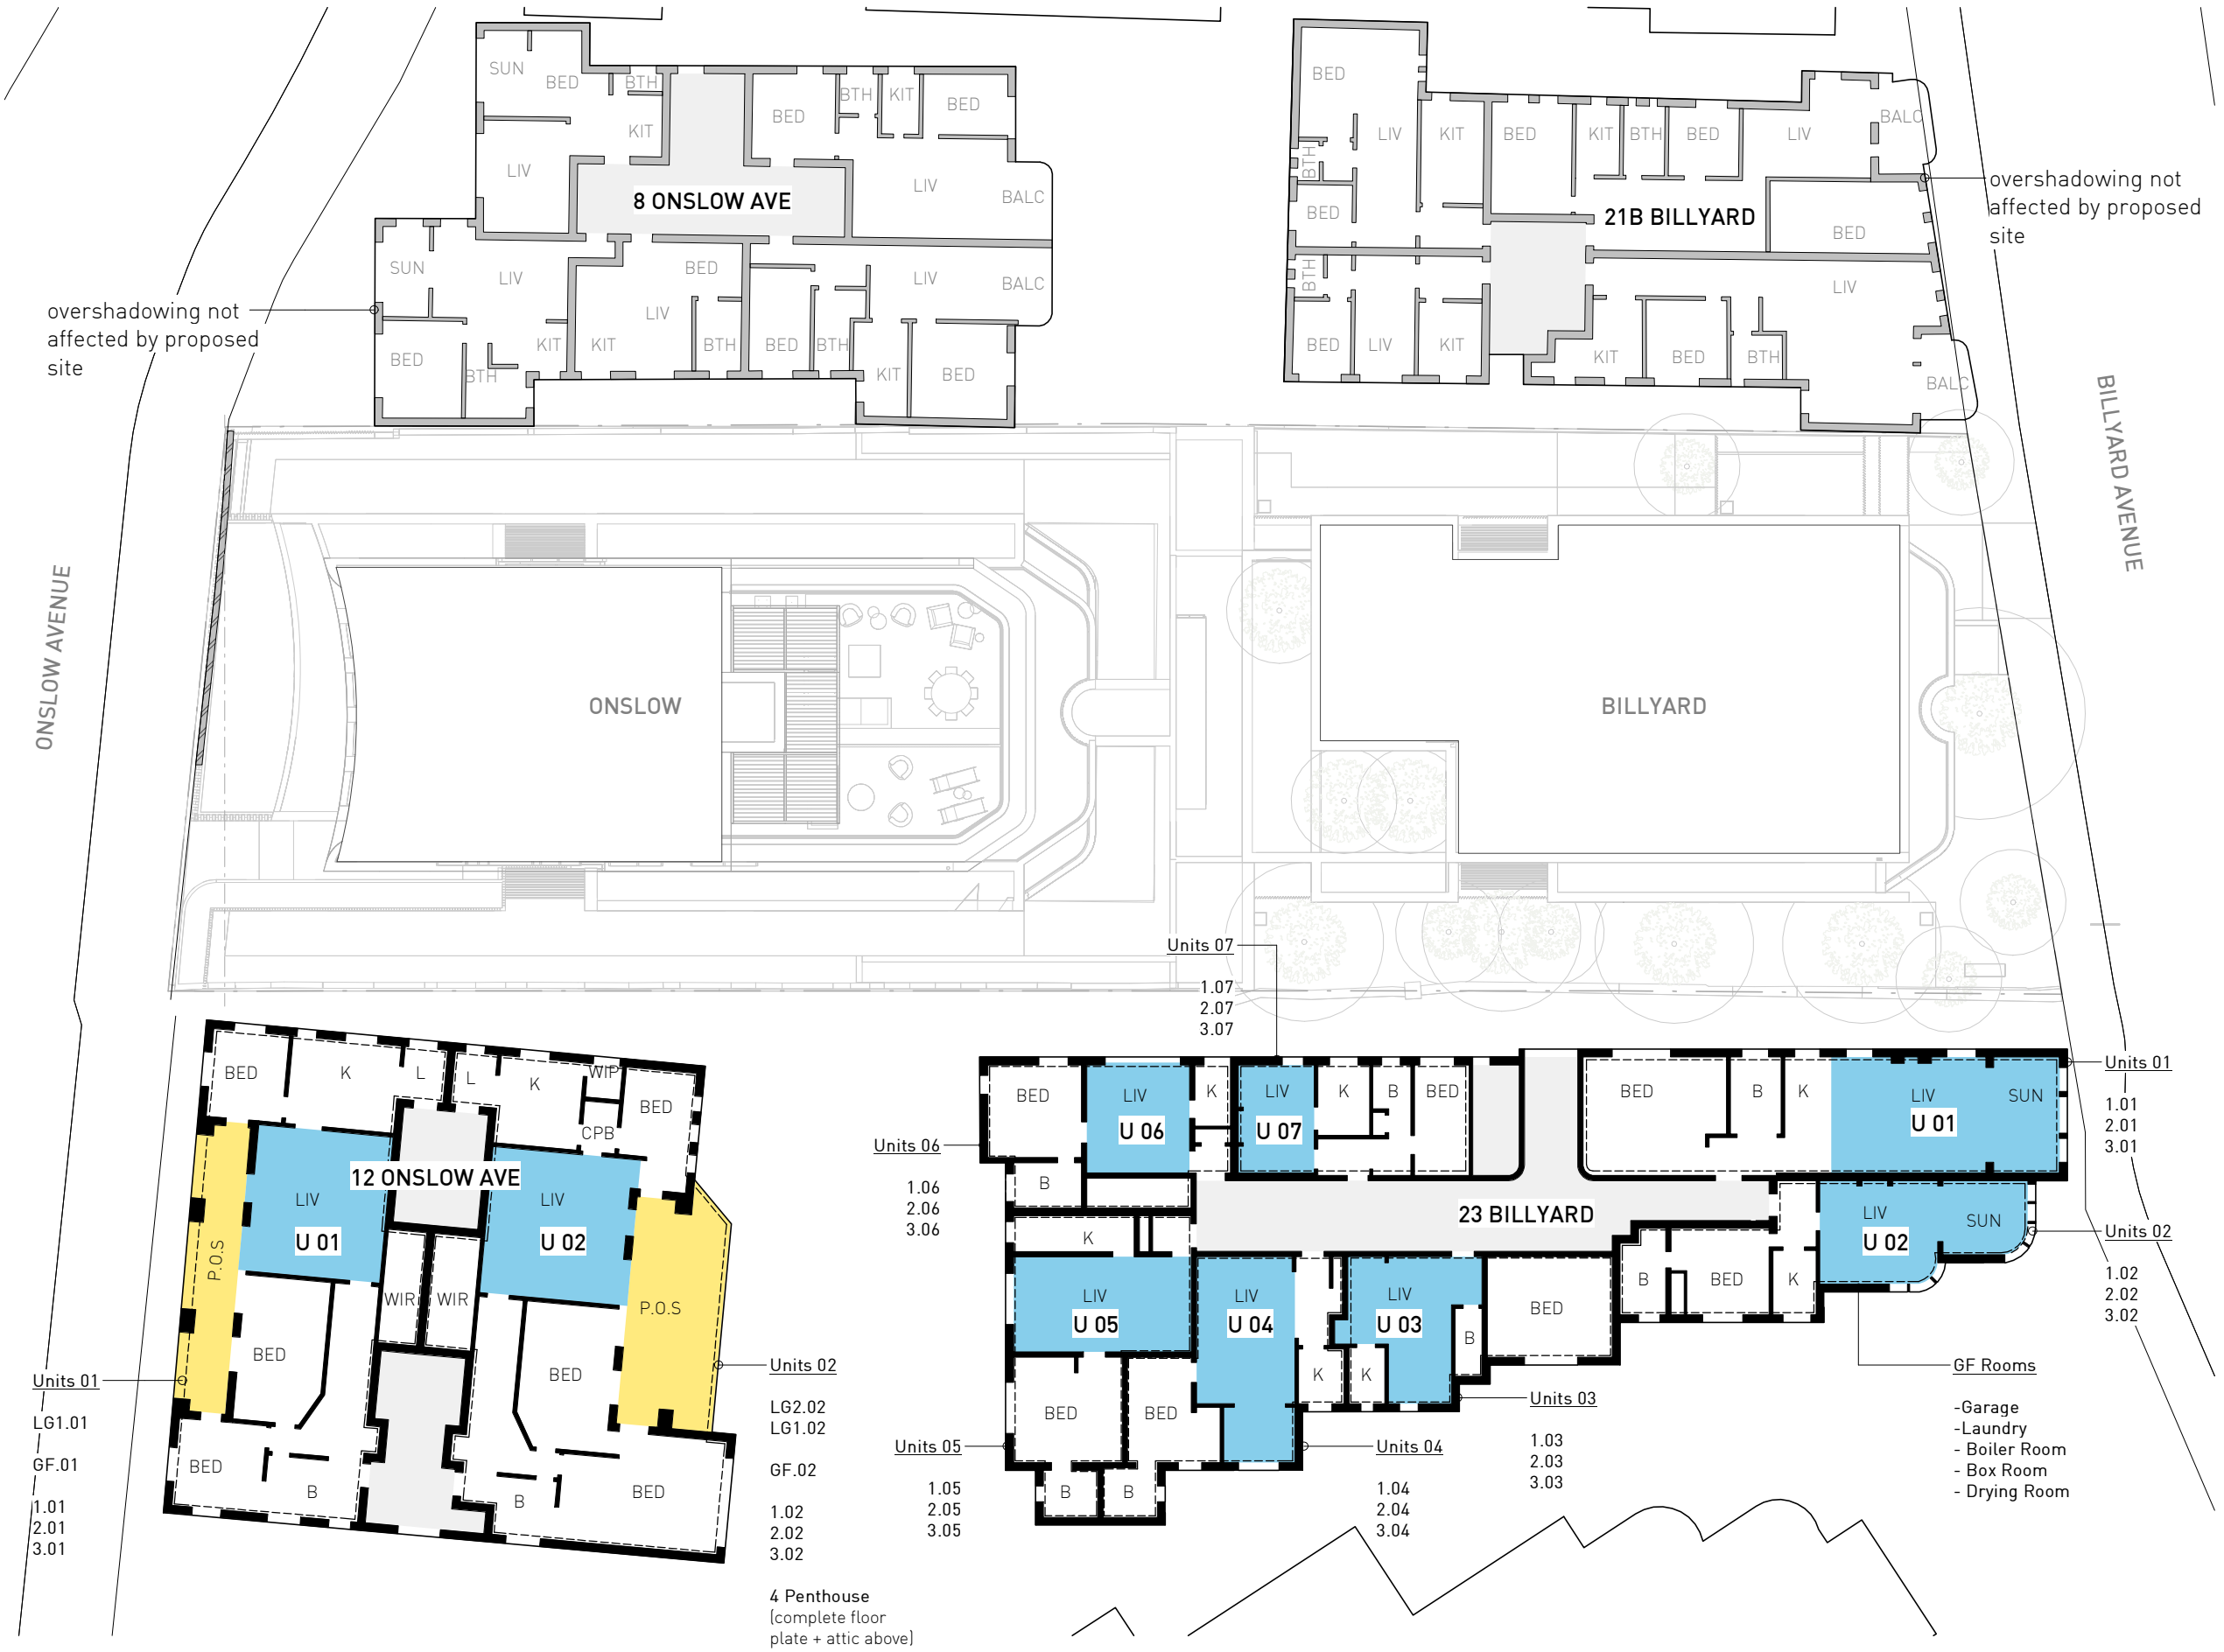 SUN
BED
BTH
KIT
LIV
BED
BTH
KIT
BED
LIV
BALC
8 ONSLOW AVE
SUN
LIV
BED
BTH
KIT
BED
LIV
KIT
BTH
BED
BTH
LIV
BALC
KIT
BED
BED
LIV
KIT
BTH
BED
BED
KIT
BTH
BED
LIV
BALC
21B BILLYARD
BED
BTH
BED
LIV
KIT
LIV
KIT
BED
BTH
BALC
overshadowing not
affected by proposed
site
overshadowing not
affected by proposed
site
ONSLOW AVENUE
BILLYARD AVENUE
ONSLOW
BILLYARD
BED
K
L
L
K
WIP
BED
CPB
12 ONSLOW AVE
LIV
U 01
LIV
U 02
P.O.S
P.O.S
WIR
WIR
BED
BED
BED
B
B
BED
Units 01
LG1.01
GF.01
1.01
2.01
3.01
Units 02
LG2.02
LG1.02
GF.02
1.02
2.02
3.02
4 Penthouse
(complete floor
plate + attic above)
Units 07
1.07
2.07
3.07
Units 06
1.06
2.06
3.06
BED
LIV
U 06
K
LIV
U 07
K
B
BED
BED
B
K
LIV
SUN
U 01
B
23 BILLYARD
LIV
SUN
U 02
K
LIV
U 05
LIV
U 04
LIV
U 03
BED
B
BED
K
BED
BED
K
K
B
B
B
Units 01
1.01
2.01
3.01
Units 02
1.02
2.02
3.02
GF Rooms
-Garage
-Laundry
- Boiler Room
- Box Room
- Drying Room
Units 03
1.03
2.03
3.03
Units 04
1.04
2.04
3.04
Units 05
1.05
2.05
3.05